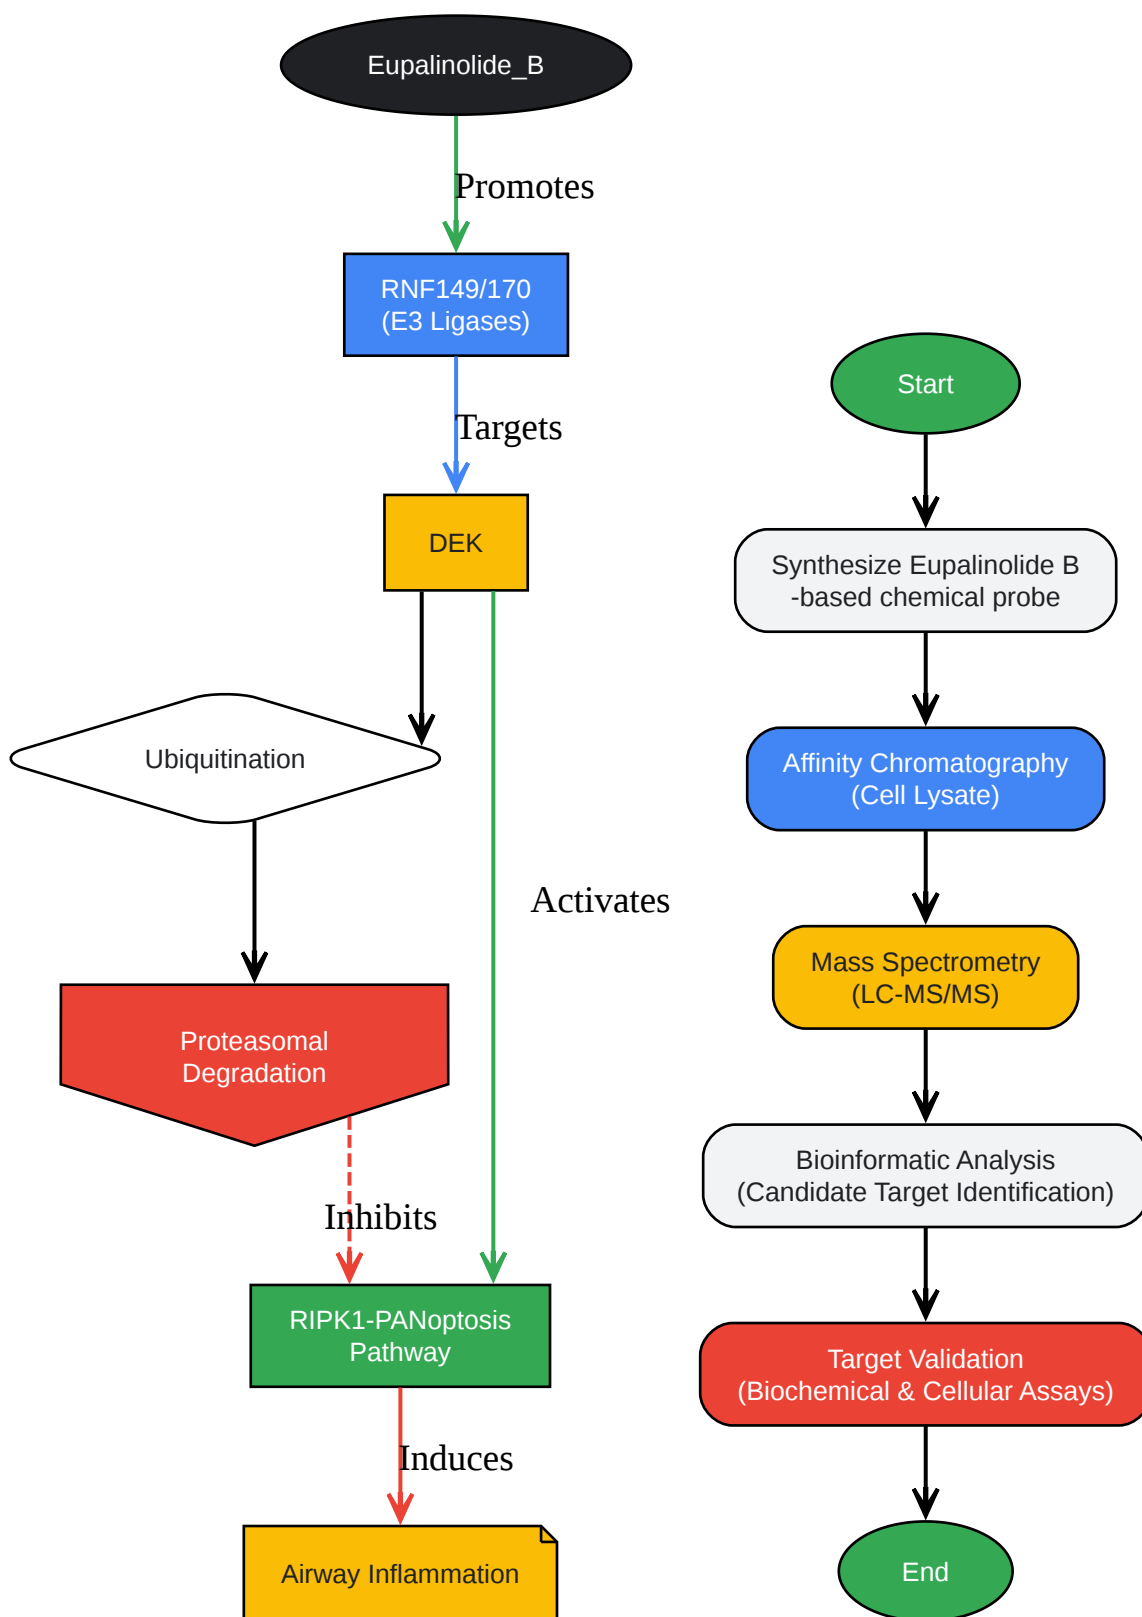 Eupalinolide_B
Promotes
RNF149/170
(E3 Ligases)
Targets
DEK
Ubiquitination
Activates
Proteasomal
Degradation
Inhibits
RIPK1-PANoptosis
Pathway
Induces
Airway Inflammation
Start
Synthesize Eupalinolide B
-based chemical probe
Affinity Chromatography
(Cell Lysate)
Mass Spectrometry
(LC-MS/MS)
Bioinformatic Analysis
(Candidate Target Identification)
Target Validation
(Biochemical & Cellular Assays)
End